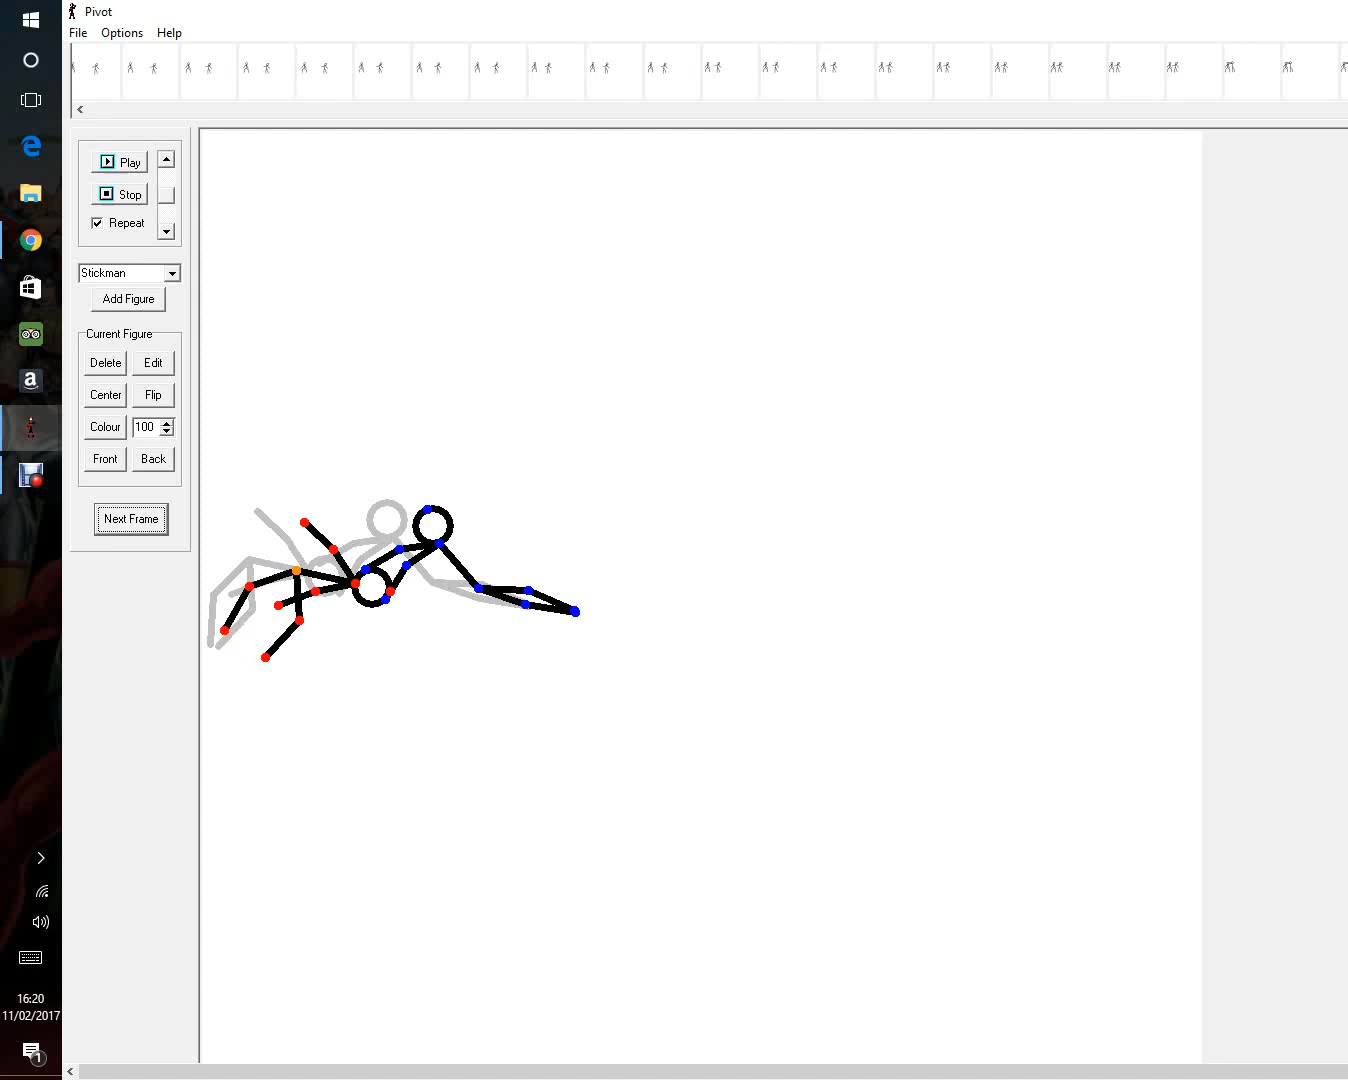 Pivot
File Options Help
Play
Stop
Repeat
Stickman
Add Figure
Current Figure
Delete Edit
Center Flip
Colour 100
Front Back
Next Frame
16:20
11/02/2017
1